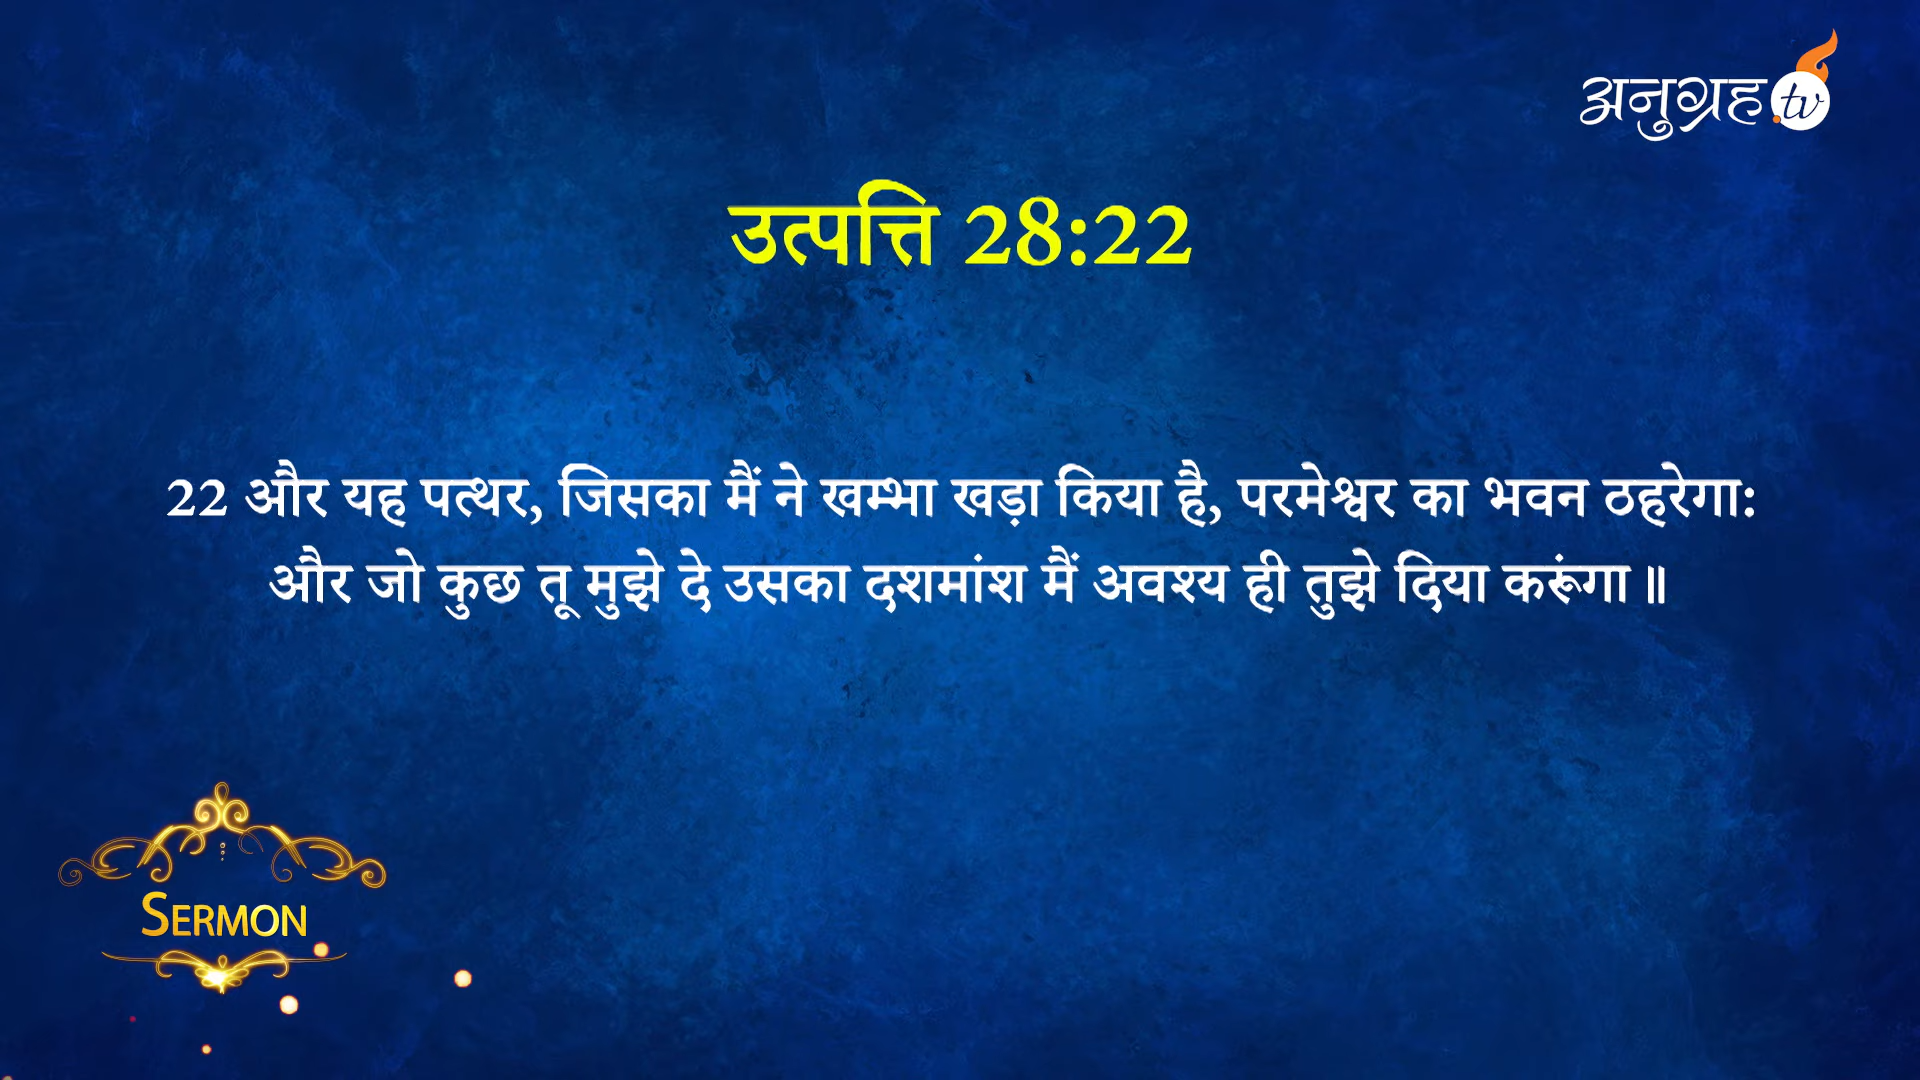 अनुग्रह.tv
उत्पत्ति 28:22
22 और यह पत्थर, जिसका मैं ने खम्भा खड़ा किया है, परमेश्वर का भवन ठहरेगा:
और जो कुछ तू मुझे दे उसका दशमांश मैं अवश्य ही तुझे दिया करूंगा॥
SERMON